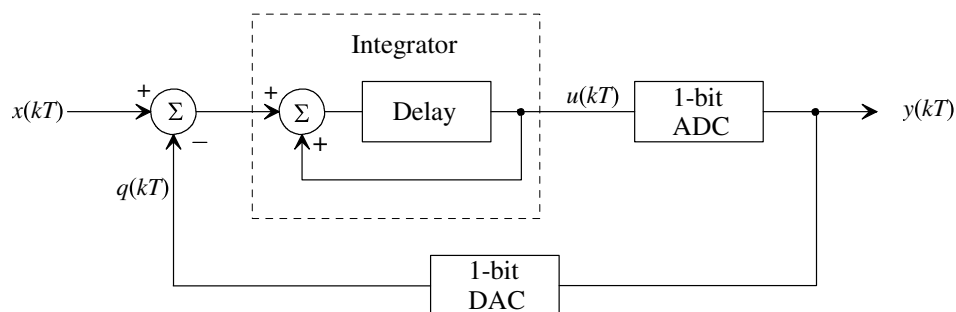 Integrator
+
+
x(kT)
Σ
Σ
Delay
u(kT)
1-bit
ADC
y(kT)
−
+
q(kT)
1-bit
DAC